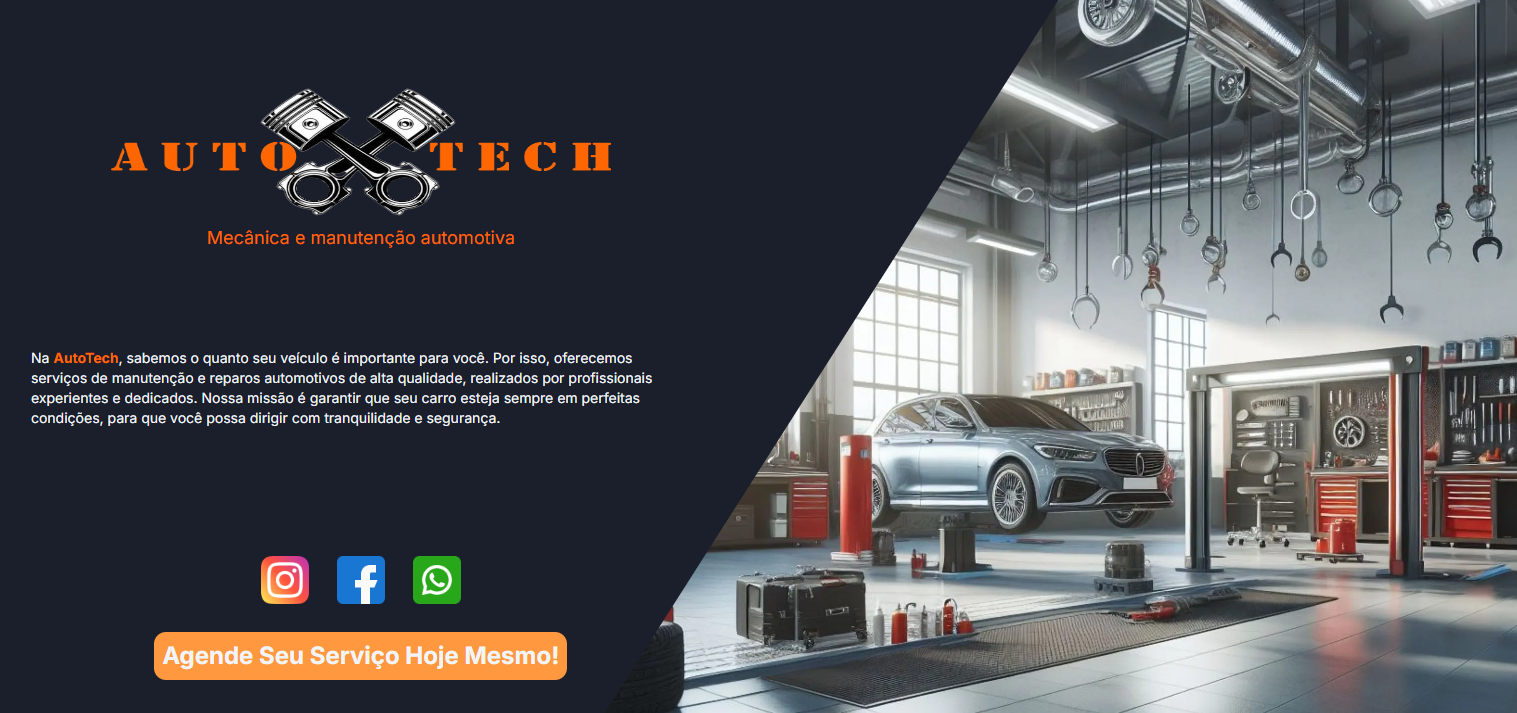 AUTO TECH
Mecânica e manutenção automotiva
Na AutoTech, sabemos o quanto seu veículo é importante para você. Por isso, oferecemos
serviços de manutenção e reparos automotivos de alta qualidade, realizados por profissionais
experientes e dedicados. Nossa missão é garantir que seu carro esteja sempre em perfeitas
condições, para que você possa dirigir com tranquilidade e segurança.
Agende Seu Serviço Hoje Mesmo!